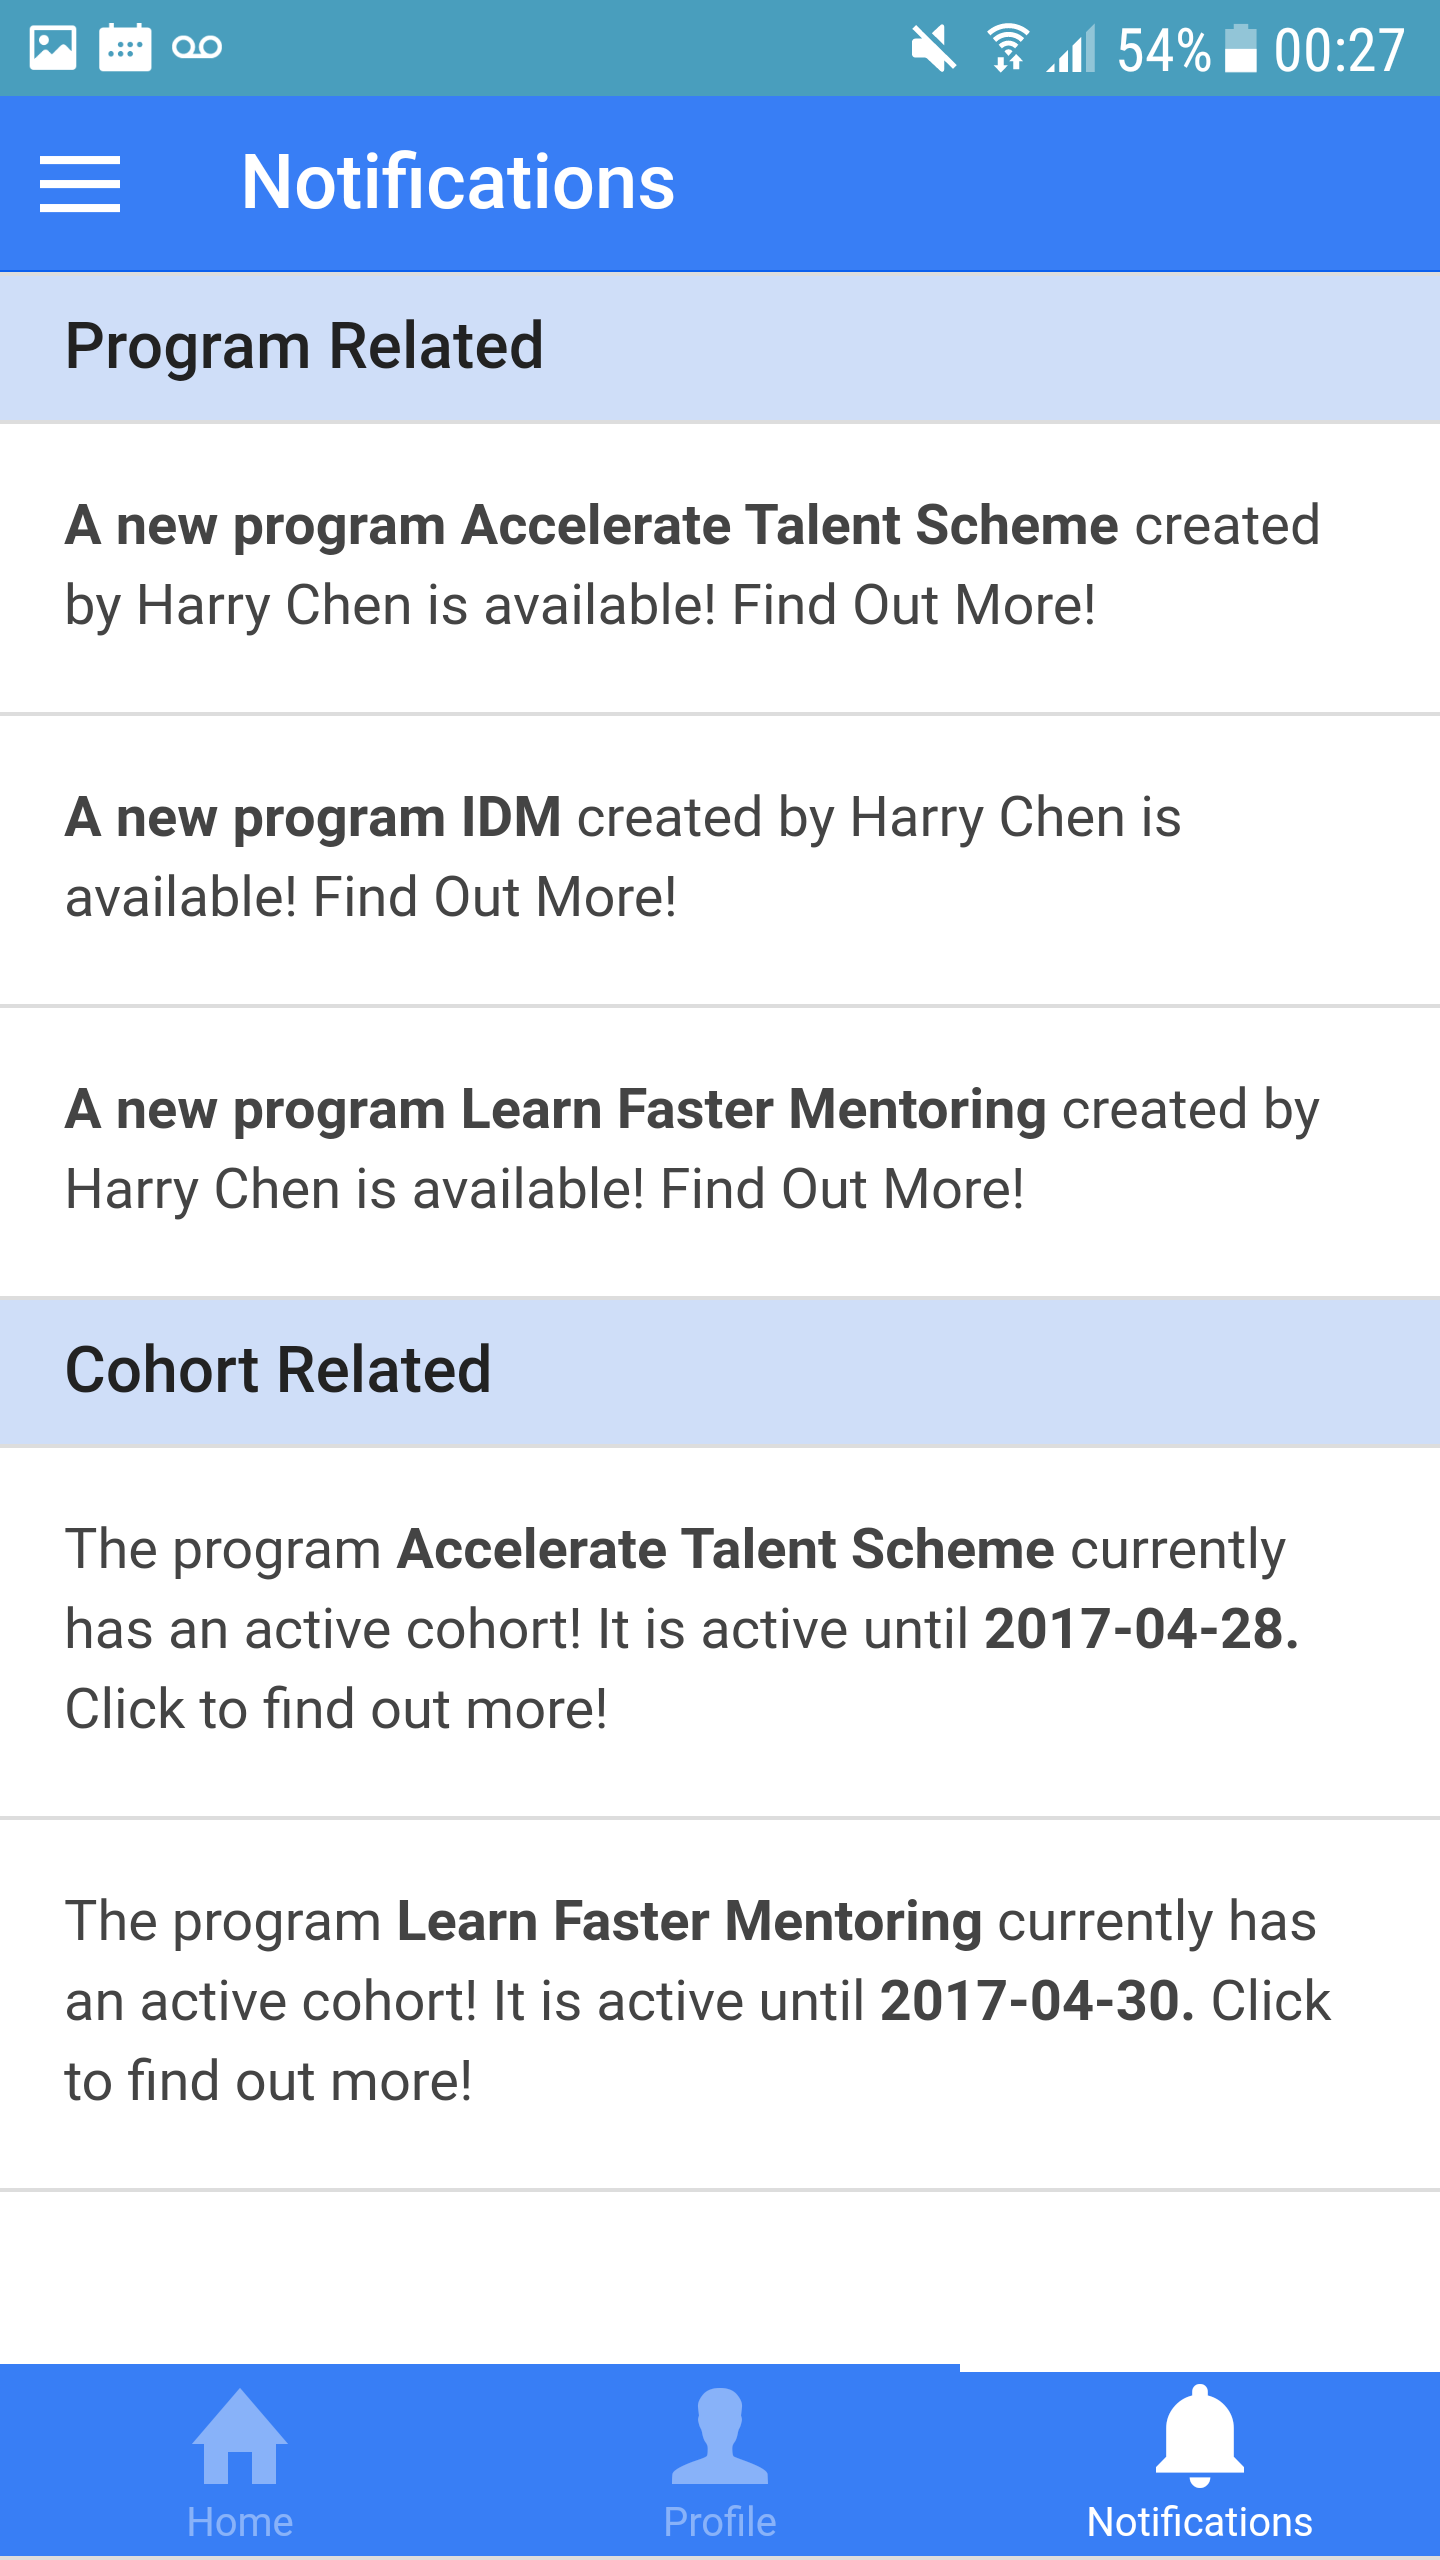 54% 00:27
Notifications
Program Related
A new program Accelerate Talent Scheme created
by Harry Chen is available! Find Out More!
A new program IDM created by Harry Chen is
available! Find Out More!
A new program Learn Faster Mentoring created by
Harry Chen is available! Find Out More!
Cohort Related
The program Accelerate Talent Scheme currently
has an active cohort! It is active until 2017-04-28.
Click to find out more!
The program Learn Faster Mentoring currently has
an active cohort! It is active until 2017-04-30. Click
to find out more!
Home Profile Notifications